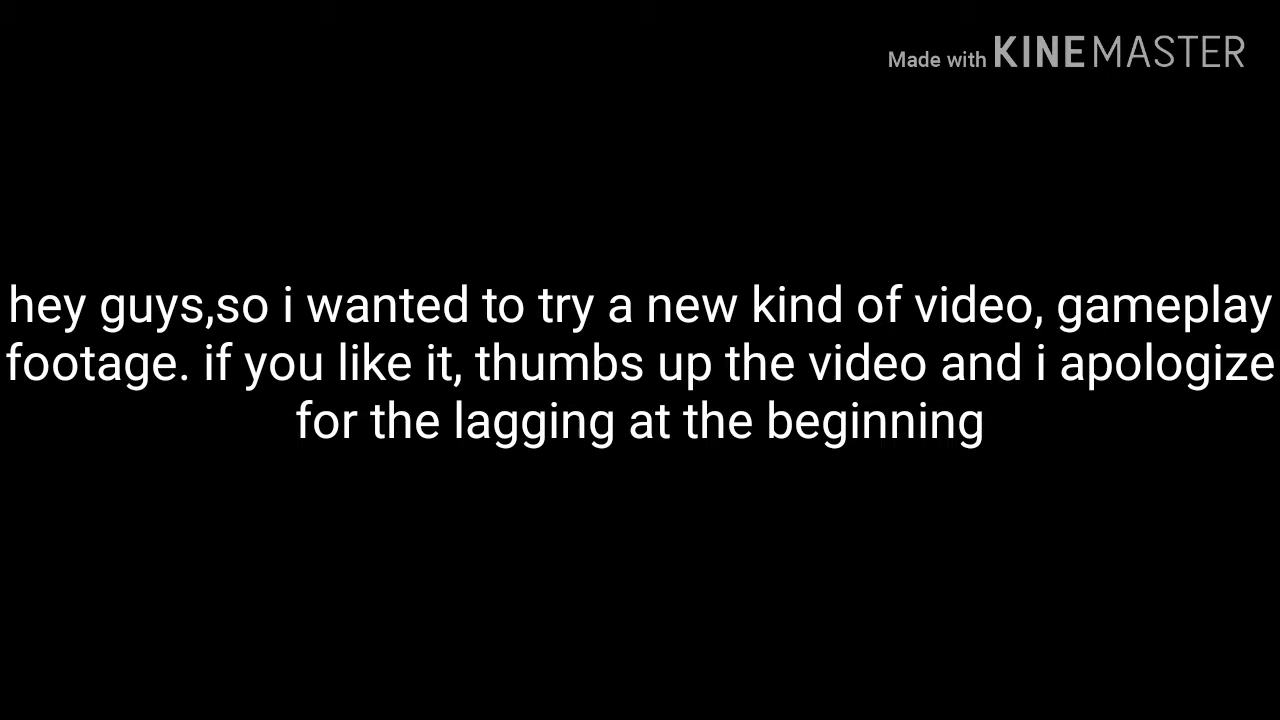 Made with KINEMASTER
hey guys,so i wanted to try a new kind of video, gameplay
footage. if you like it, thumbs up the video and i apologize
for the lagging at the beginning